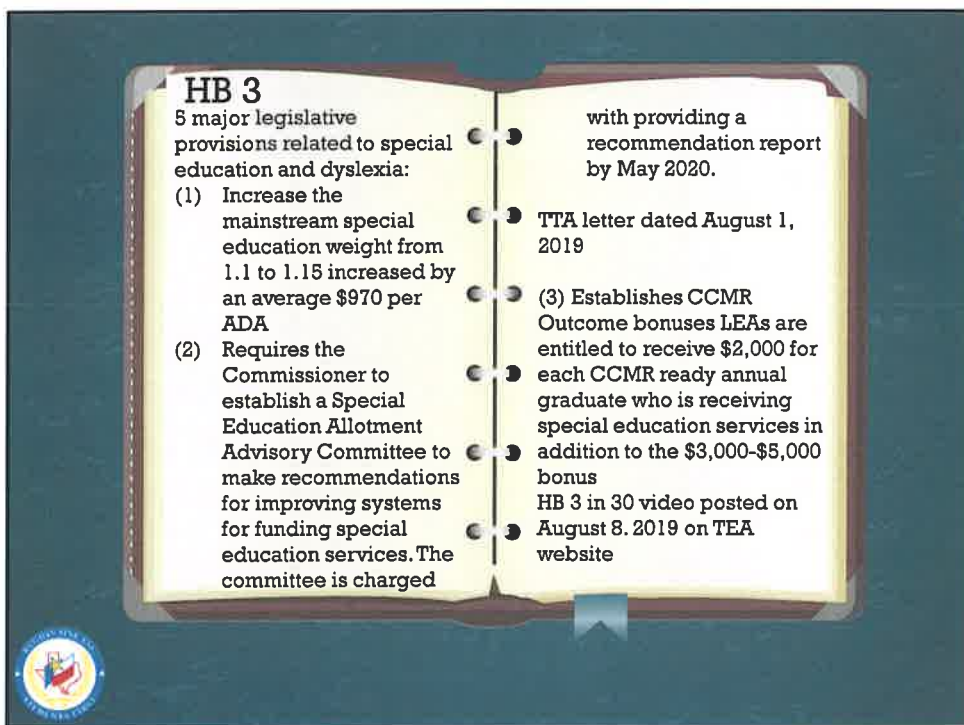 HB 3
5 major legislative
provisions related to special
education and dyslexia:
(1) Increase the
mainstream special
education weight from
1.1 to 1.15 increased by
an average $970 per
ADA
(2) Requires the
Commissioner to
establish a Special
Education Allotment
Advisory Committee to
make recommendations
for improving systems
for funding special
education services. The
committee is charged
with providing a
recommendation report
by May 2020.
TTA letter dated August 1,
2019
(3) Establishes CCMR
Outcome bonuses LEAs are
entitled to receive $2,000 for
each CCMR ready annual
graduate who is receiving
special education services in
addition to the $3,000-$5,000
bonus
HB 3 in 30 video posted on
August 8. 2019 on TEA
website